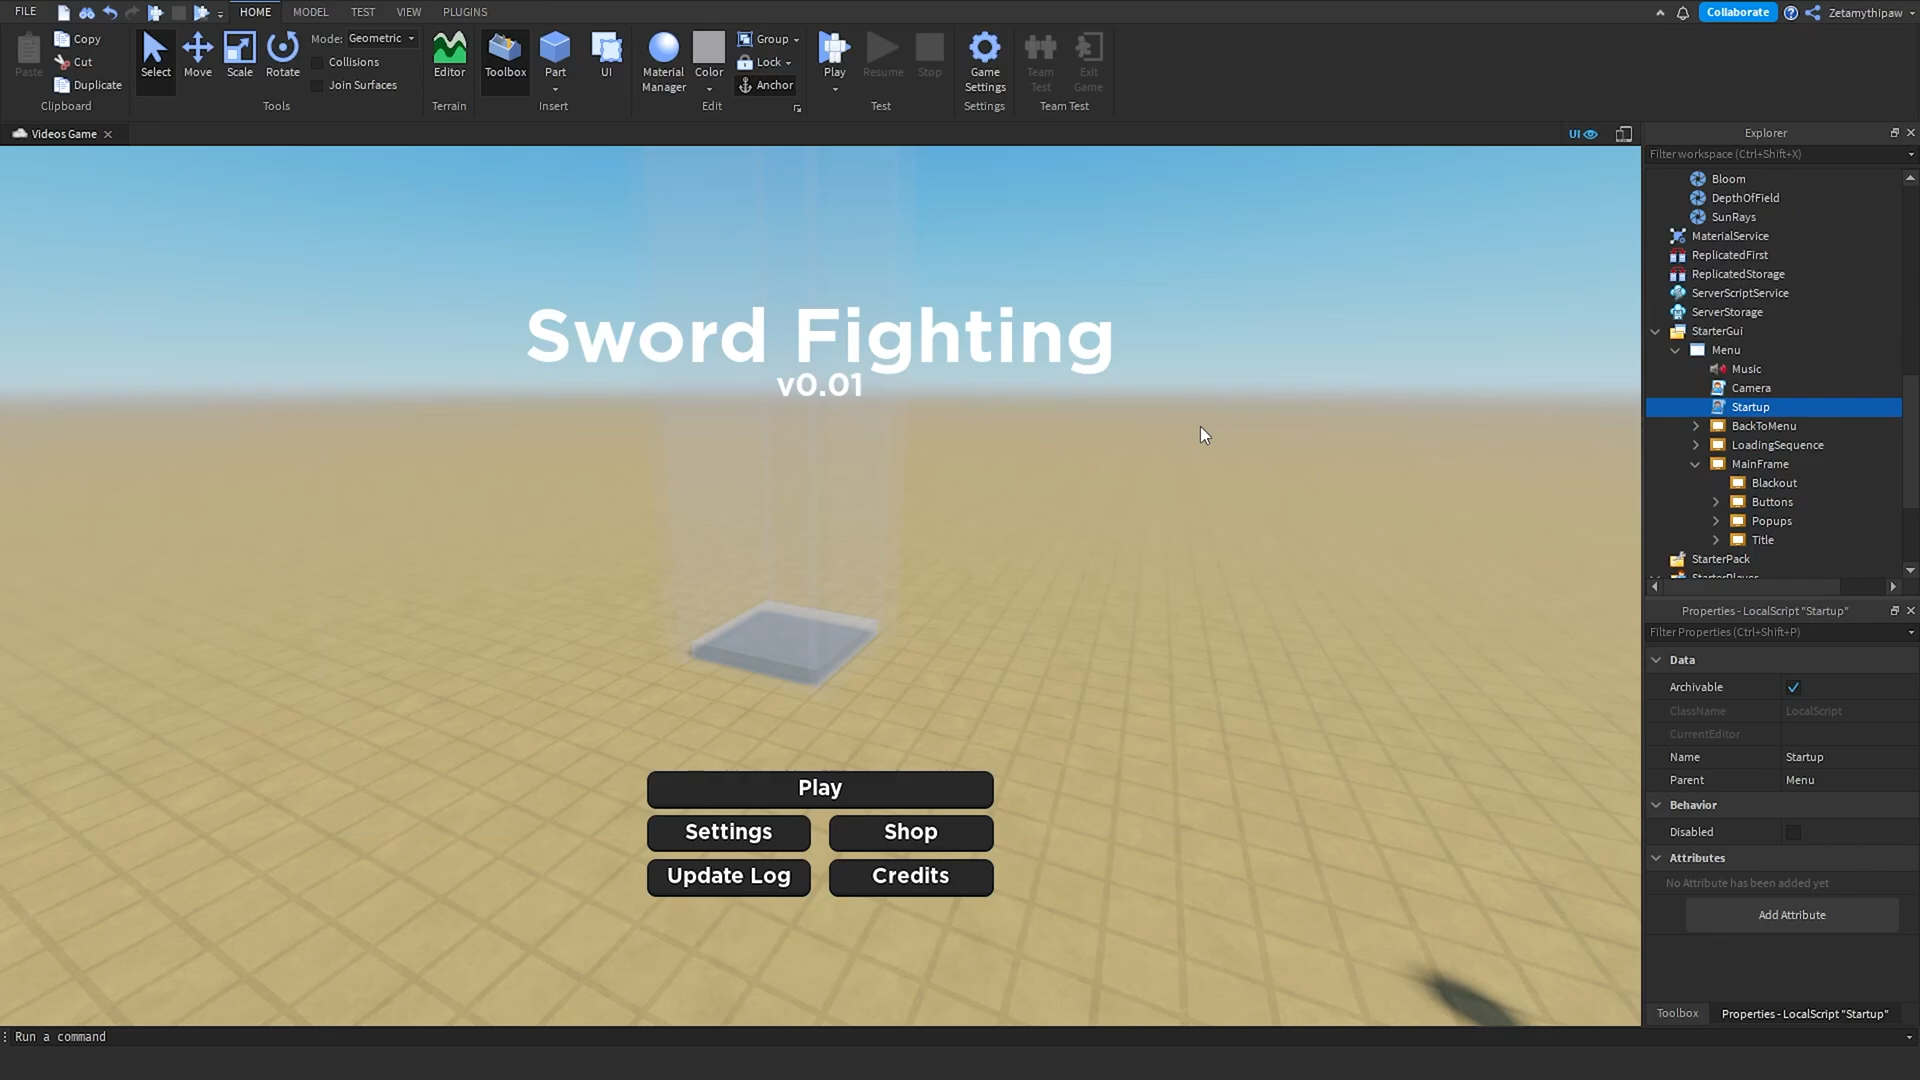 FILE
HOME
MODEL
TEST
VIEW
PLUGINS
Collaborate
Zetamythipaw
Paste
Copy
Cut
Duplicate
Clipboard
Select
Move
Scale
Rotate
Mode: Geometric
Collisions
Join Surfaces
Tools
Editor
Terrain
Toolbox
Part
UI
Insert
Material
Manager
Color
Group
Lock
Anchor
Edit
Play
Resume
Stop
Test
Game
Settings
Settings
Team
Test
Exit
Game
Team Test
Videos Game
UI
Sword Fighting
v0.01
Play
Settings
Shop
Update Log
Credits
Explorer
Filter workspace (Ctrl+Shift+X)
Bloom
DepthOfField
SunRays
MaterialService
ReplicatedFirst
ReplicatedStorage
ServerScriptService
ServerStorage
StarterGui
Menu
Music
Camera
Startup
BackToMenu
LoadingSequence
MainFrame
Blackout
Buttons
Popups
Title
StarterPack
StarterPlayer
Properties - LocalScript "Startup"
Filter Properties (Ctrl+Shift+P)
Data
Archivable
ClassName LocalScript
CurrentEditor
Name Startup
Parent Menu
Behavior
Disabled
Attributes
No Attribute has been added yet
Add Attribute
Toolbox
Properties - LocalScript "Startup"
Run a command